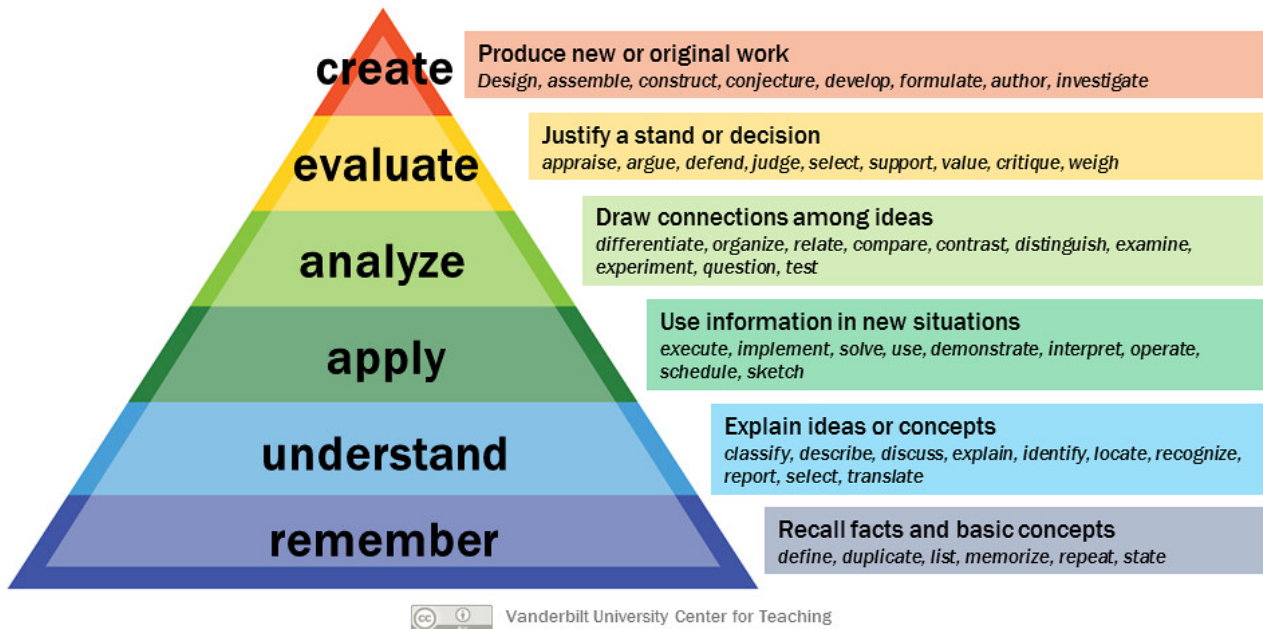 create
Produce new or original work
Design, assemble, construct, conjecture, develop, formulate, author, investigate
evaluate
Justify a stand or decision
appraise, argue, defend, judge, select, support, value, critique, weigh
analyze
Draw connections among ideas
differentiate, organize, relate, compare, contrast, distinguish, examine,
experiment, question, test
apply
Use information in new situations
execute, implement, solve, use, demonstrate, interpret, operate,
schedule, sketch
understand
Explain ideas or concepts
classify, describe, discuss, explain, identify, locate, recognize,
report, select, translate
remember
Recall facts and basic concepts
define, duplicate, list, memorize, repeat, state
cc
Vanderbilt University Center for Teaching